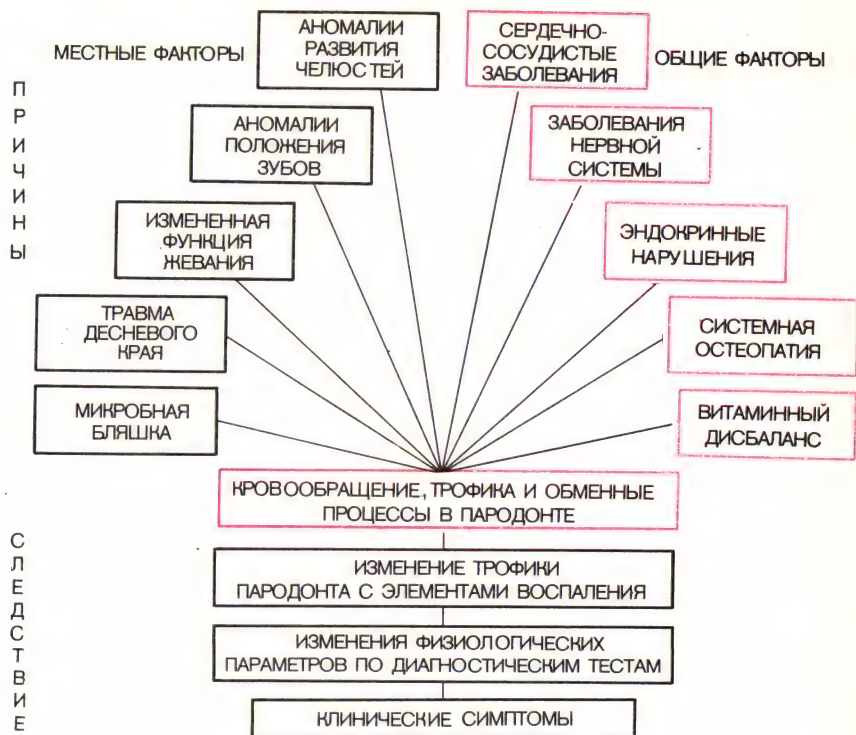 МЕСТНЫЕ ФАКТОРЫ
ОБЩИЕ ФАКТОРЫ
ПРИЧИНЫ
АНОМАЛИИ
РАЗВИТИЯ
ЧЕЛЮСТЕЙ
СЕРДЕЧНО-
СОСУДИСТЫЕ
ЗАБОЛЕВАНИЯ
АНОМАЛИИ
ПОЛОЖЕНИЯ
ЗУБОВ
ЗАБОЛЕВАНИЯ
НЕРВНОЙ
СИСТЕМЫ
ИЗМЕНЕННАЯ
ФУНКЦИЯ
ЖЕВАНИЯ
ЭНДОКРИННЫЕ
НАРУШЕНИЯ
ТРАВМА
ДЕСНЕВОГО
КРАЯ
СИСТЕМНАЯ
ОСТЕОПАТИЯ
МИКРОБНАЯ
БЛЯШКА
ВИТАМИННЫЙ
ДИСБАЛАНС
КРОВООБРАЩЕНИЕ, ТРОФИКА И ОБМЕННЫЕ
ПРОЦЕССЫ В ПАРОДОНТЕ
СЛЕДСТВИЕ
ИЗМЕНЕНИЕ ТРОФИКИ
ПАРОДОНТА С ЭЛЕМЕНТАМИ ВОСПАЛЕНИЯ
ИЗМЕНЕНИЯ ФИЗИОЛОГИЧЕСКИХ
ПАРАМЕТРОВ ПО ДИАГНОСТИЧЕСКИМ ТЕСТАМ
КЛИНИЧЕСКИЕ СИМПТОМЫ